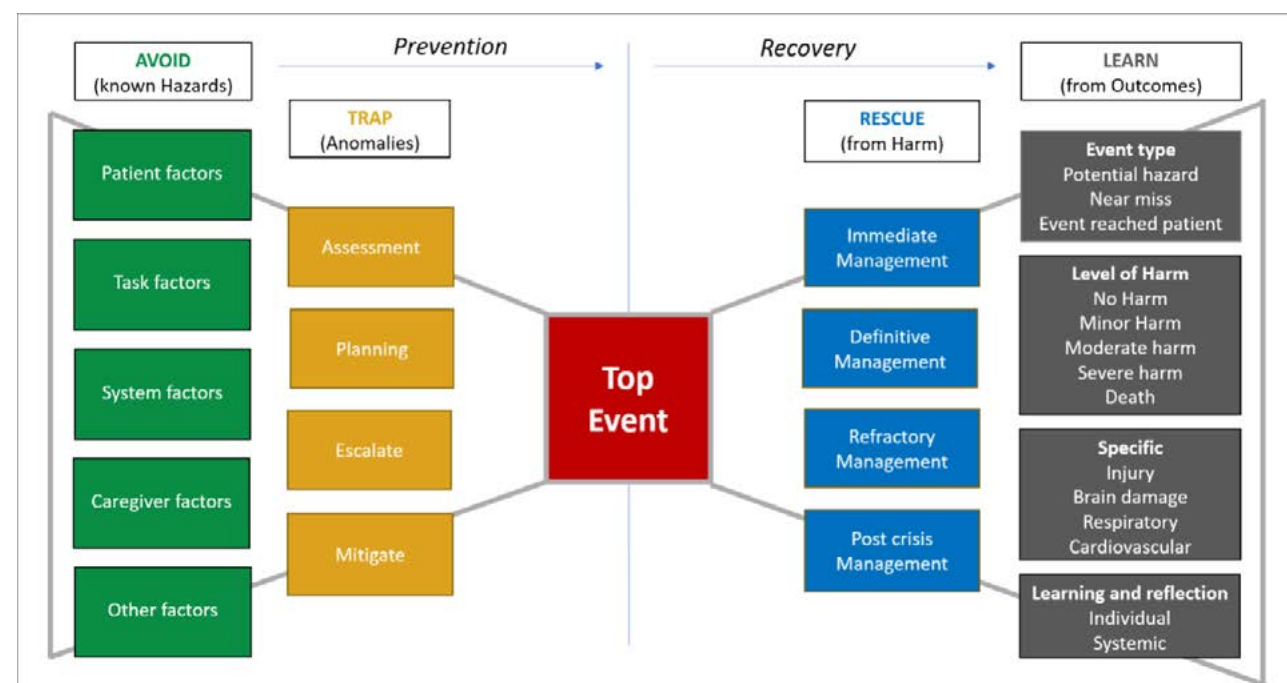 Prevention
Recovery
AVOID
(known Hazards)
TRAP
(Anomalies)
RESCUE
(from Harm)
LEARN
(from Outcomes)
Patient factors
Task factors
System factors
Caregiver factors
Other factors
Assessment
Planning
Escalate
Mitigate
Top
Event
Immediate
Management
Definitive
Management
Refractory
Management
Post crisis
Management
Event type
Potential hazard
Near miss
Event reached patient
Level of Harm
No Harm
Minor Harm
Moderate harm
Severe harm
Death
Specific
Injury
Brain damage
Respiratory
Cardiovascular
Learning and reflection
Individual
Systemic